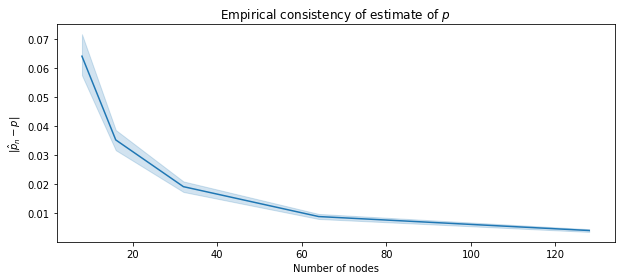 Empirical consistency of estimate of p
|p̂ₙ − p|
0.07
0.06
0.05
0.04
0.03
0.02
0.01
20 40 60 80 100 120
Number of nodes